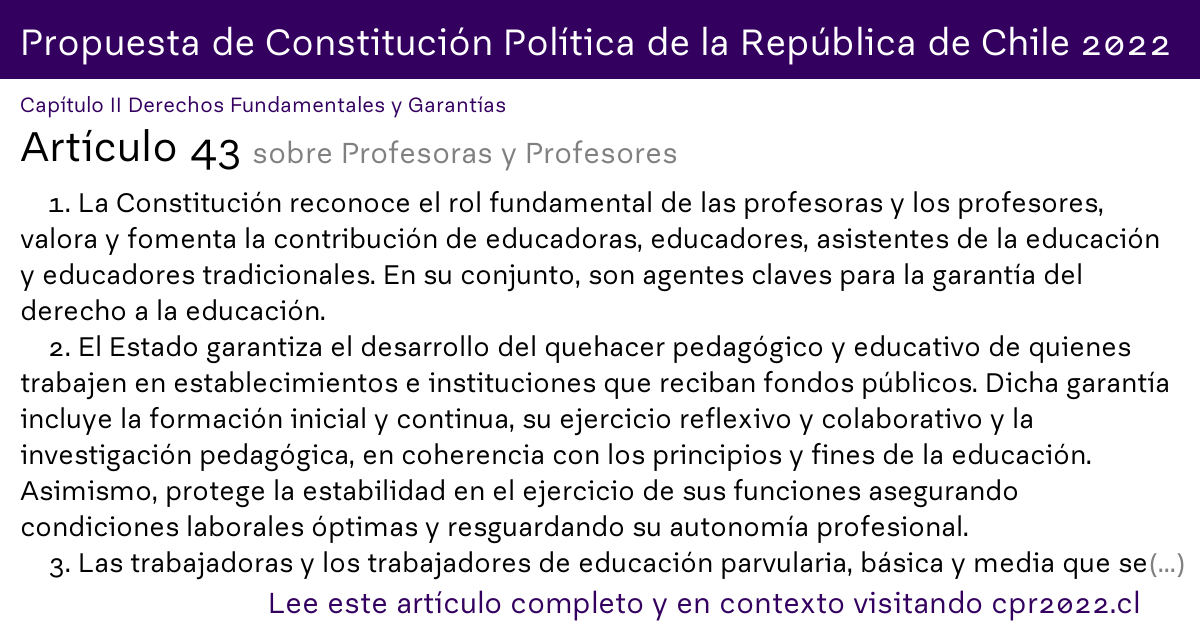 Propuesta de Constitución Política de la República de Chile 2022
Capítulo II Derechos Fundamentales y Garantías
Artículo 43 sobre Profesoras y Profesores
1. La Constitución reconoce el rol fundamental de las profesoras y los profesores,
valora y fomenta la contribución de educadoras, educadores, asistentes de la educación
y educadores tradicionales. En su conjunto, son agentes claves para la garantía del
derecho a la educación.
2. El Estado garantiza el desarrollo del quehacer pedagógico y educativo de quienes
trabajen en establecimientos e instituciones que reciban fondos públicos. Dicha garantía
incluye la formación inicial y continua, su ejercicio reflexivo y colaborativo y la
investigación pedagógica, en coherencia con los principios y fines de la educación.
Asimismo, protege la estabilidad en el ejercicio de sus funciones asegurando
condiciones laborales óptimas y resguardando su autonomía profesional.
3. Las trabajadoras y los trabajadores de educación parvularia, básica y media que se(...)
Lee este artículo completo y en contexto visitando cpr2022.cl